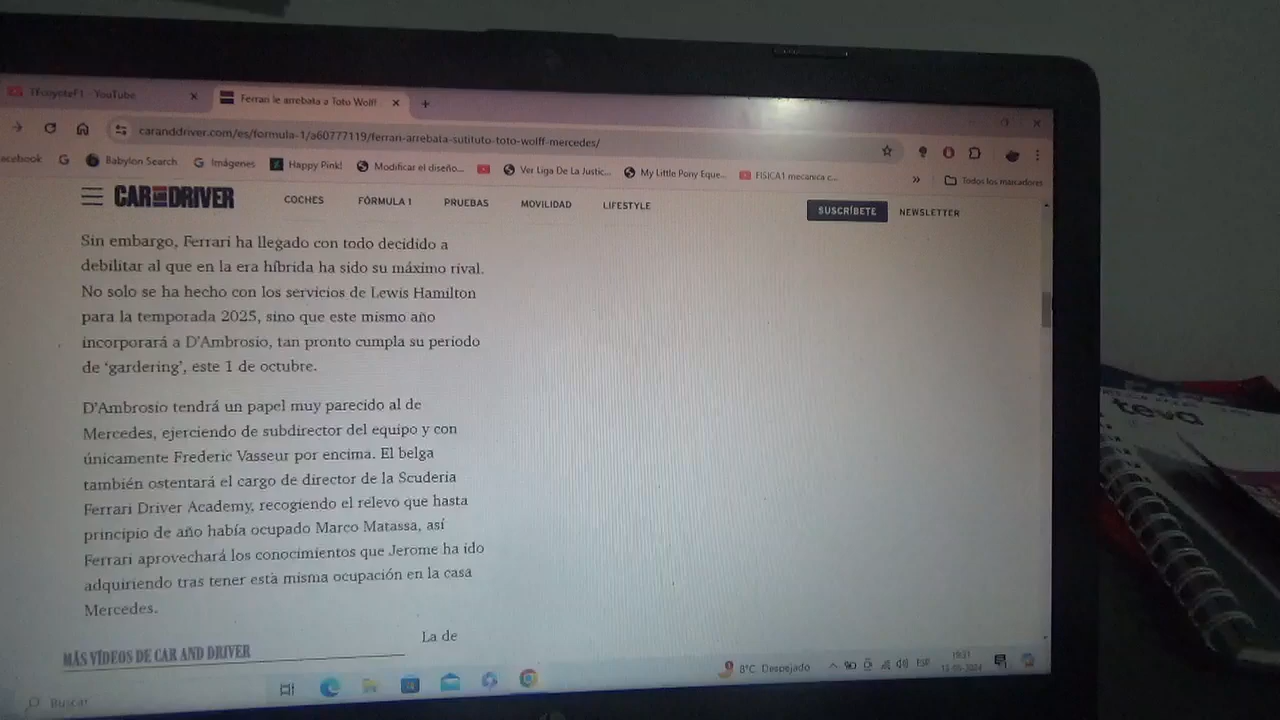 TFcoyoteF1 - YouTube
Ferrari le arrebata a Toto Wolff
caranddriver.com/es/formula-1/a60777119/ferrari-arrebata-sutituto-toto-wolff-mercedes/
acebook
Babylon Search
Imágenes
Happy Pink!
Modificar el diseño...
Ver Liga De La Justic...
My Little Pony Eque...
FISICA1 mecanica c...
»
Todos los marcadores
CAR AND DRIVER
COCHES
FÓRMULA 1
PRUEBAS
MOVILIDAD
LIFESTYLE
SUSCRÍBETE
NEWSLETTER
Sin embargo, Ferrari ha llegado con todo decidido a
debilitar al que en la era híbrida ha sido su máximo rival.
No solo se ha hecho con los servicios de Lewis Hamilton
para la temporada 2025, sino que este mismo año
incorporará a D'Ambrosio, tan pronto cumpla su periodo
de 'gardering', este 1 de octubre.
D'Ambrosio tendrá un papel muy parecido al de
Mercedes, ejerciendo de subdirector del equipo y con
únicamente Frederic Vasseur por encima. El belga
también ostentará el cargo de director de la Scuderia
Ferrari Driver Academy, recogiendo el relevo que hasta
principio de año había ocupado Marco Matassa, así
Ferrari aprovechará los conocimientos que Jerome ha ido
adquiriendo tras tener esta misma ocupación en la casa
Mercedes.
La de
MÁS VÍDEOS DE CAR AND DRIVER
Buscar
8°C Despejado
ESP
19:31
12-05-2024
teva